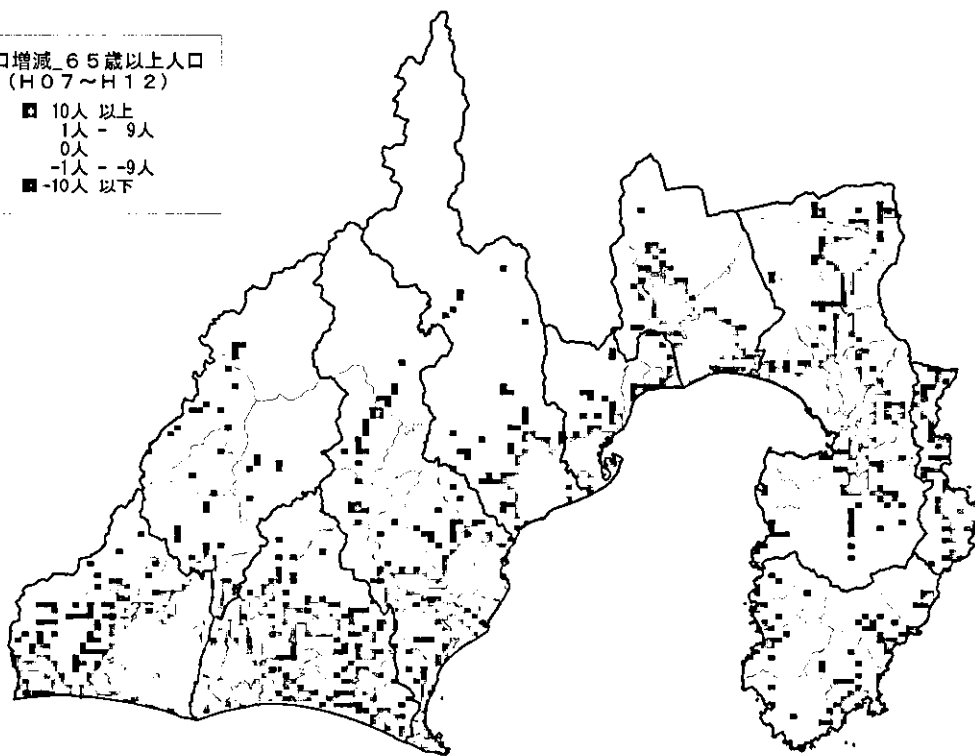 口増減_65歳以上人口
(H07～H12)
10人 以上
1人 - 9人
0人
-1人 - -9人
-10人 以下